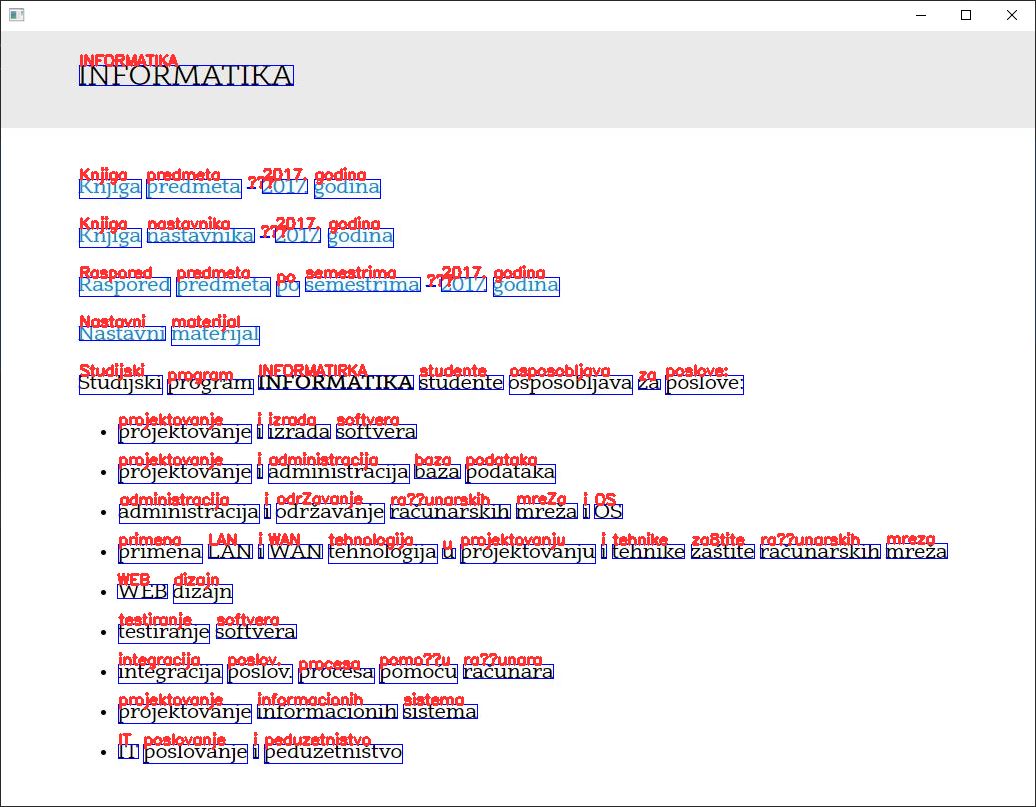 INFORMATIKA
INFORMATIKA
Knjiga predmeta ??? 2017. godina
Knjiga predmeta – 2017. godina
Knjiga nastavnika ??? 2017. godina
Knjiga nastavnika – 2017. godina
Raspored predmeta po semestrima ??? 2017. godina
Raspored predmeta po semestrima – 2017. godina
Nastavni materijal
Nastavni materijal
Studijski program INFORMATIRKA studente osposobljava za poslove:
Studijski program INFORMATIKA studente osposobljava za poslove:
projektovanje i izrada softvera
• projektovanje i izrada softvera
projektovanje i administracija baza podataka
• projektovanje i administracija baza podataka
administracija i odrZavanje ra??unarskih mreZa i OS
• administracija i održavanje računarskih mreža i OS
primena LAN i WAN tehnologija u projektovanju i tehnike za8tite ra??unarskih mreza
• primena LAN i WAN tehnologija u projektovanju i tehnike zaštite računarskih mreža
WEB dizajn
• WEB dizajn
testiranje softvera
• testiranje softvera
integracija poslov. procesa pomo??u ra??unara
• integracija poslov. procesa pomoću računara
projektovanje informacionih sistema
• projektovanje informacionih sistema
IT poslovanje i peduzetnistvo
• IT poslovanje i peduzetnistvo